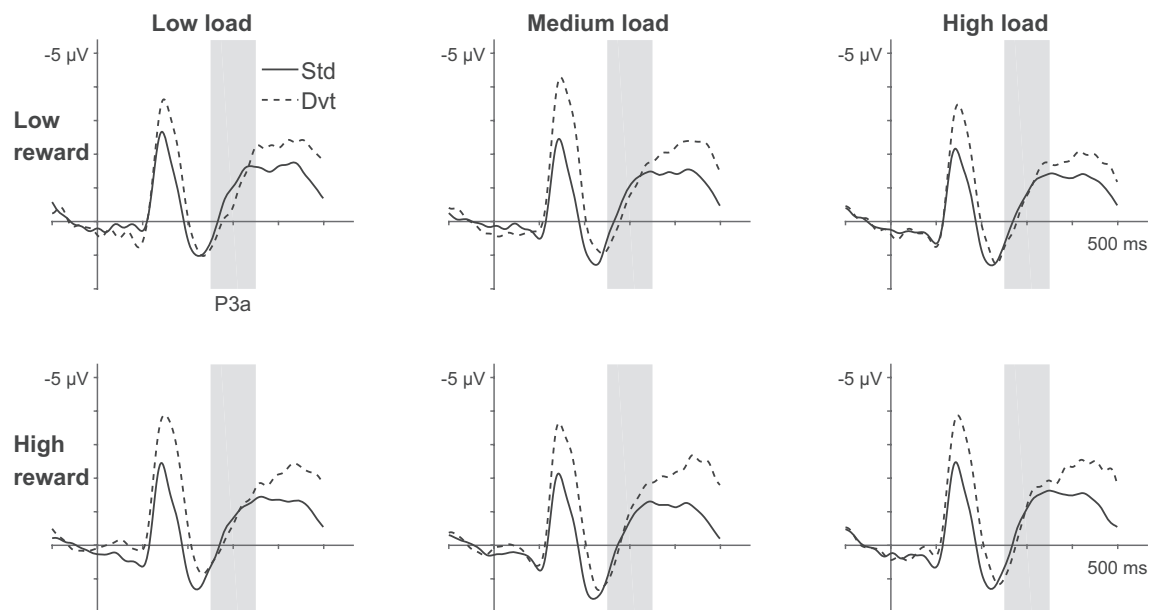 Low load
Medium load
High load
-5 µV
-5 µV
-5 µV
Std
Dvt
Low
reward
500 ms
P3a
-5 µV
-5 µV
-5 µV
High
reward
500 ms